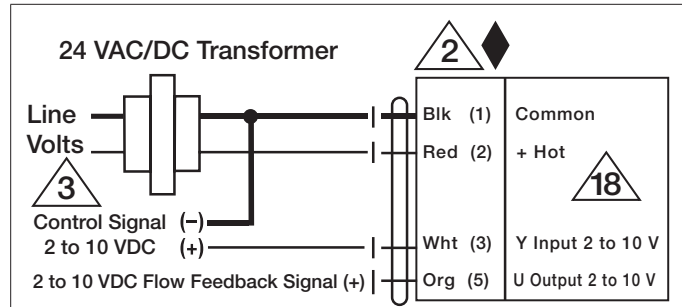 24 VAC/DC Transformer
2
Line
Volts
3
Blk (1) Common
Red (2) + Hot
18
Control Signal (–)
2 to 10 VDC (+)
Wht (3) Y Input 2 to 10 V
2 to 10 VDC Flow Feedback Signal (+)
Org (5) U Output 2 to 10 V